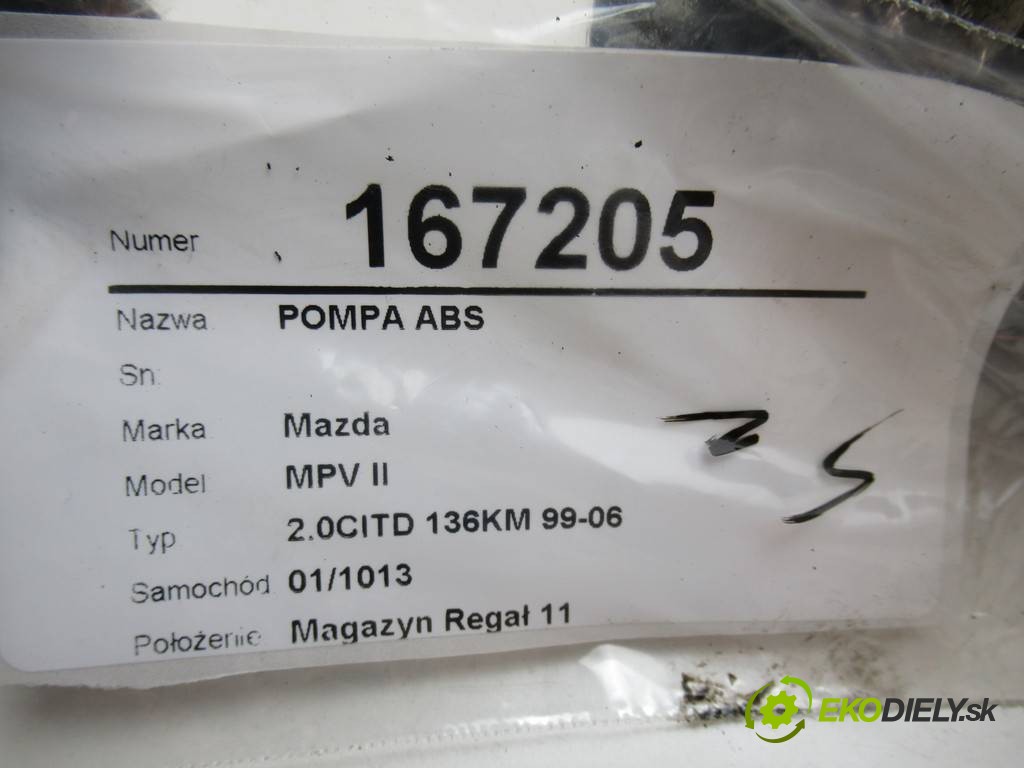 Numer 167205
Nazwa POMPA ABS
Sn:
Marka Mazda
Model MPV II
Typ 2.0CITD 136KM 99-06
Samochód 01/1013
Położenie Magazyn Regał 11
EKODIELY.sk